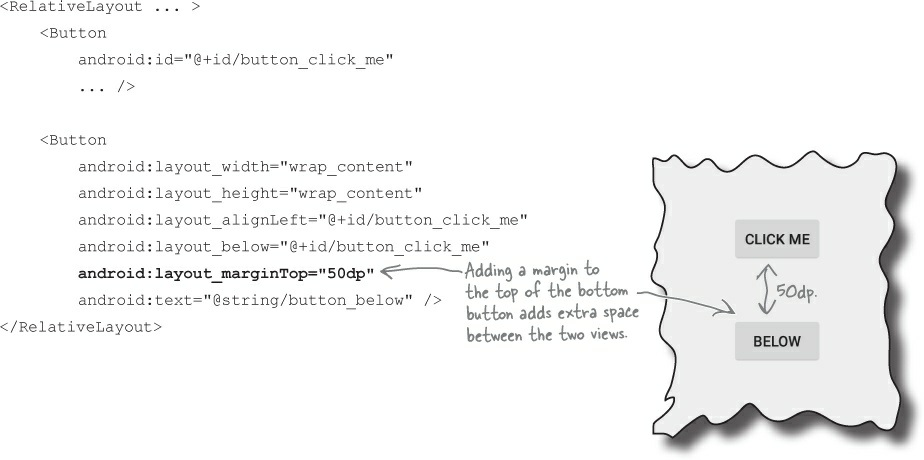 <RelativeLayout ... >
<Button
android:id="@+id/button_click_me"
... />
<Button
android:layout_width="wrap_content"
android:layout_height="wrap_content"
android:layout_alignLeft="@+id/button_click_me"
android:layout_below="@+id/button_click_me"
android:layout_marginTop="50dp"
android:text="@string/button_below" />
</RelativeLayout>
Adding a margin to
the top of the bottom
button adds extra space
between the two views.
CLICK ME
50dp.
BELOW